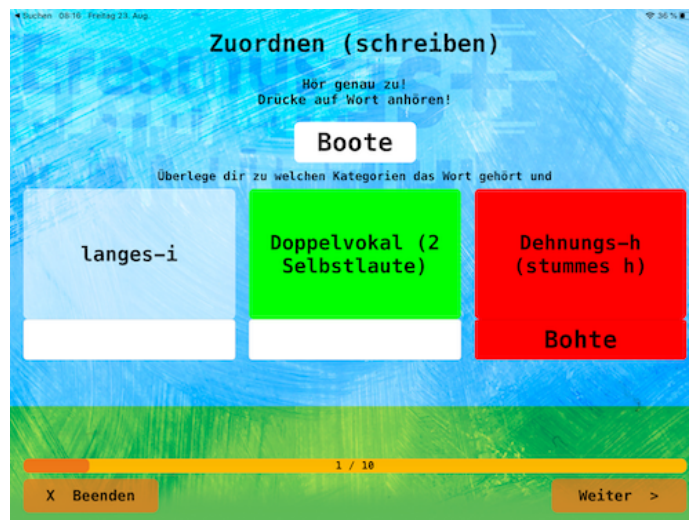 ◀ Suchen 08:16 Freitag 23. Aug. 36 %
Zuordnen (schreiben)
Hör genau zu!
Drücke auf Wort anhören!
Boote
Überlege dir zu welchen Kategorien das Wort gehört und
langes-i
Doppelvokal (2
Selbstlaute)
Dehnungs-h
(stummes h)
Bohte
1 / 10
X Beenden
Weiter >